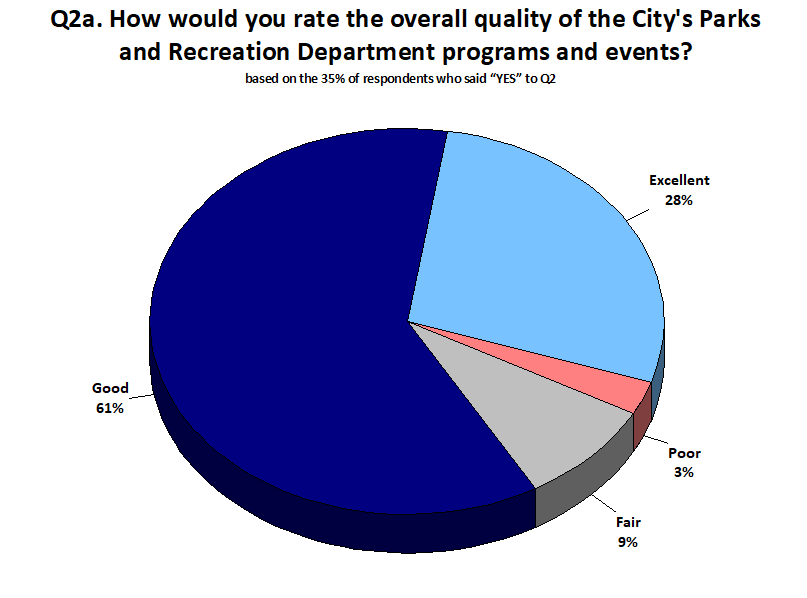 Q2a. How would you rate the overall quality of the City's Parks
and Recreation Department programs and events?
based on the 35% of respondents who said “YES” to Q2
Excellent
28%
Good
61%
Poor
3%
Fair
9%